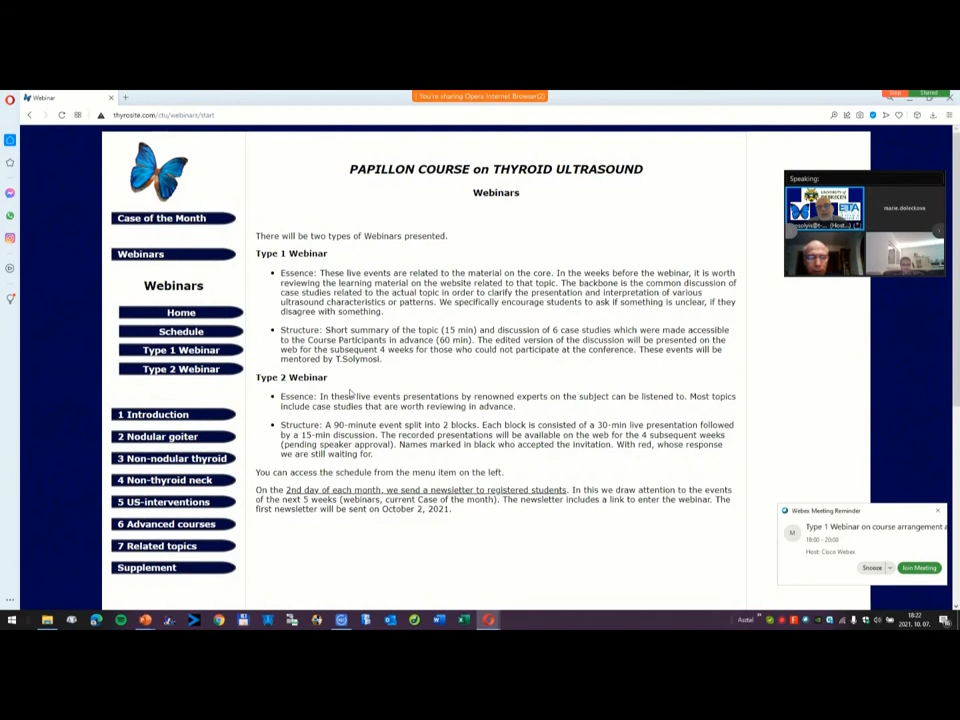 You're sharing Opera Internet Browser(2)
Stop
Shared
Webinar
thyrosite.com/ctu/webinars/start
Speaking:
UNIVERSITY of
DEBRECEN
ETA
marie.doleckova
Case of the Month
Webinars
Webinars
Home
Schedule
Type 1 Webinar
Type 2 Webinar
1 Introduction
2 Nodular goiter
3 Non-nodular thyroid
4 Non-thyroid neck
5 US-interventions
6 Advanced courses
7 Related topics
Supplement
PAPILLON COURSE on THYROID ULTRASOUND
Webinars
There will be two types of Webinars presented.
Type 1 Webinar
Essence: These live events are related to the material on the core. In the weeks before the webinar, it is worth
reviewing the learning material on the website related to that topic. The backbone is the common discussion of
case studies related to the actual topic in order to clarify the presentation and interpretation of various
ultrasound characteristics or patterns. We specifically encourage students to ask if something is unclear, if they
disagree with something.
Structure: Short summary of the topic (15 min) and discussion of 6 case studies which were made accessible
to the Course Participants in advance (60 min). The edited version of the discussion will be presented on the
web for the subsequent 4 weeks for those who could not participate at the conference. These events will be
mentored by T.Solymosi.
Type 2 Webinar
Essence: In these live events presentations by renowned experts on the subject can be listened to. Most topics
include case studies that are worth reviewing in advance.
Structure: A 90-minute event split into 2 blocks. Each block is consisted of a 30-min live presentation followed
by a 15-min discussion. The recorded presentations will be available on the web for the 4 subsequent weeks
(pending speaker approval). Names marked in black who accepted the invitation. With red, whose response
we are still waiting for.
You can access the schedule from the menu item on the left.
On the 2nd day of each month, we send a newsletter to registered students. In this we draw attention to the events
of the next 5 weeks (webinars, current Case of the month). The newsletter includes a link to enter the webinar. The
first newsletter will be sent on October 2, 2021.
Webex Meeting Reminder
M
Type 1 Webinar on course arrangement a
18:00 - 20:00
Host: Cisco Webex
Snooze
Join Meeting
Asztal
18:22
2021. 10. 07.